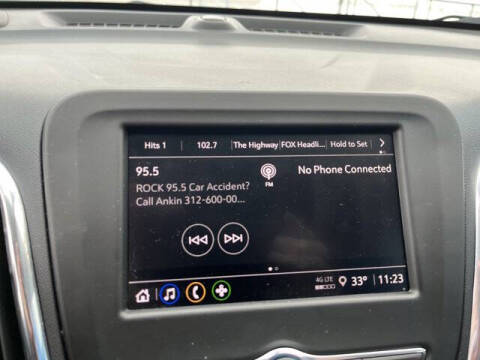 Hits 1 102.7 The Highway FOX Headli... Hold to Set
95.5
FM
No Phone Connected
ROCK 95.5 Car Accident?
Call Ankin 312-600-00...
4G LTE 33° 11:23